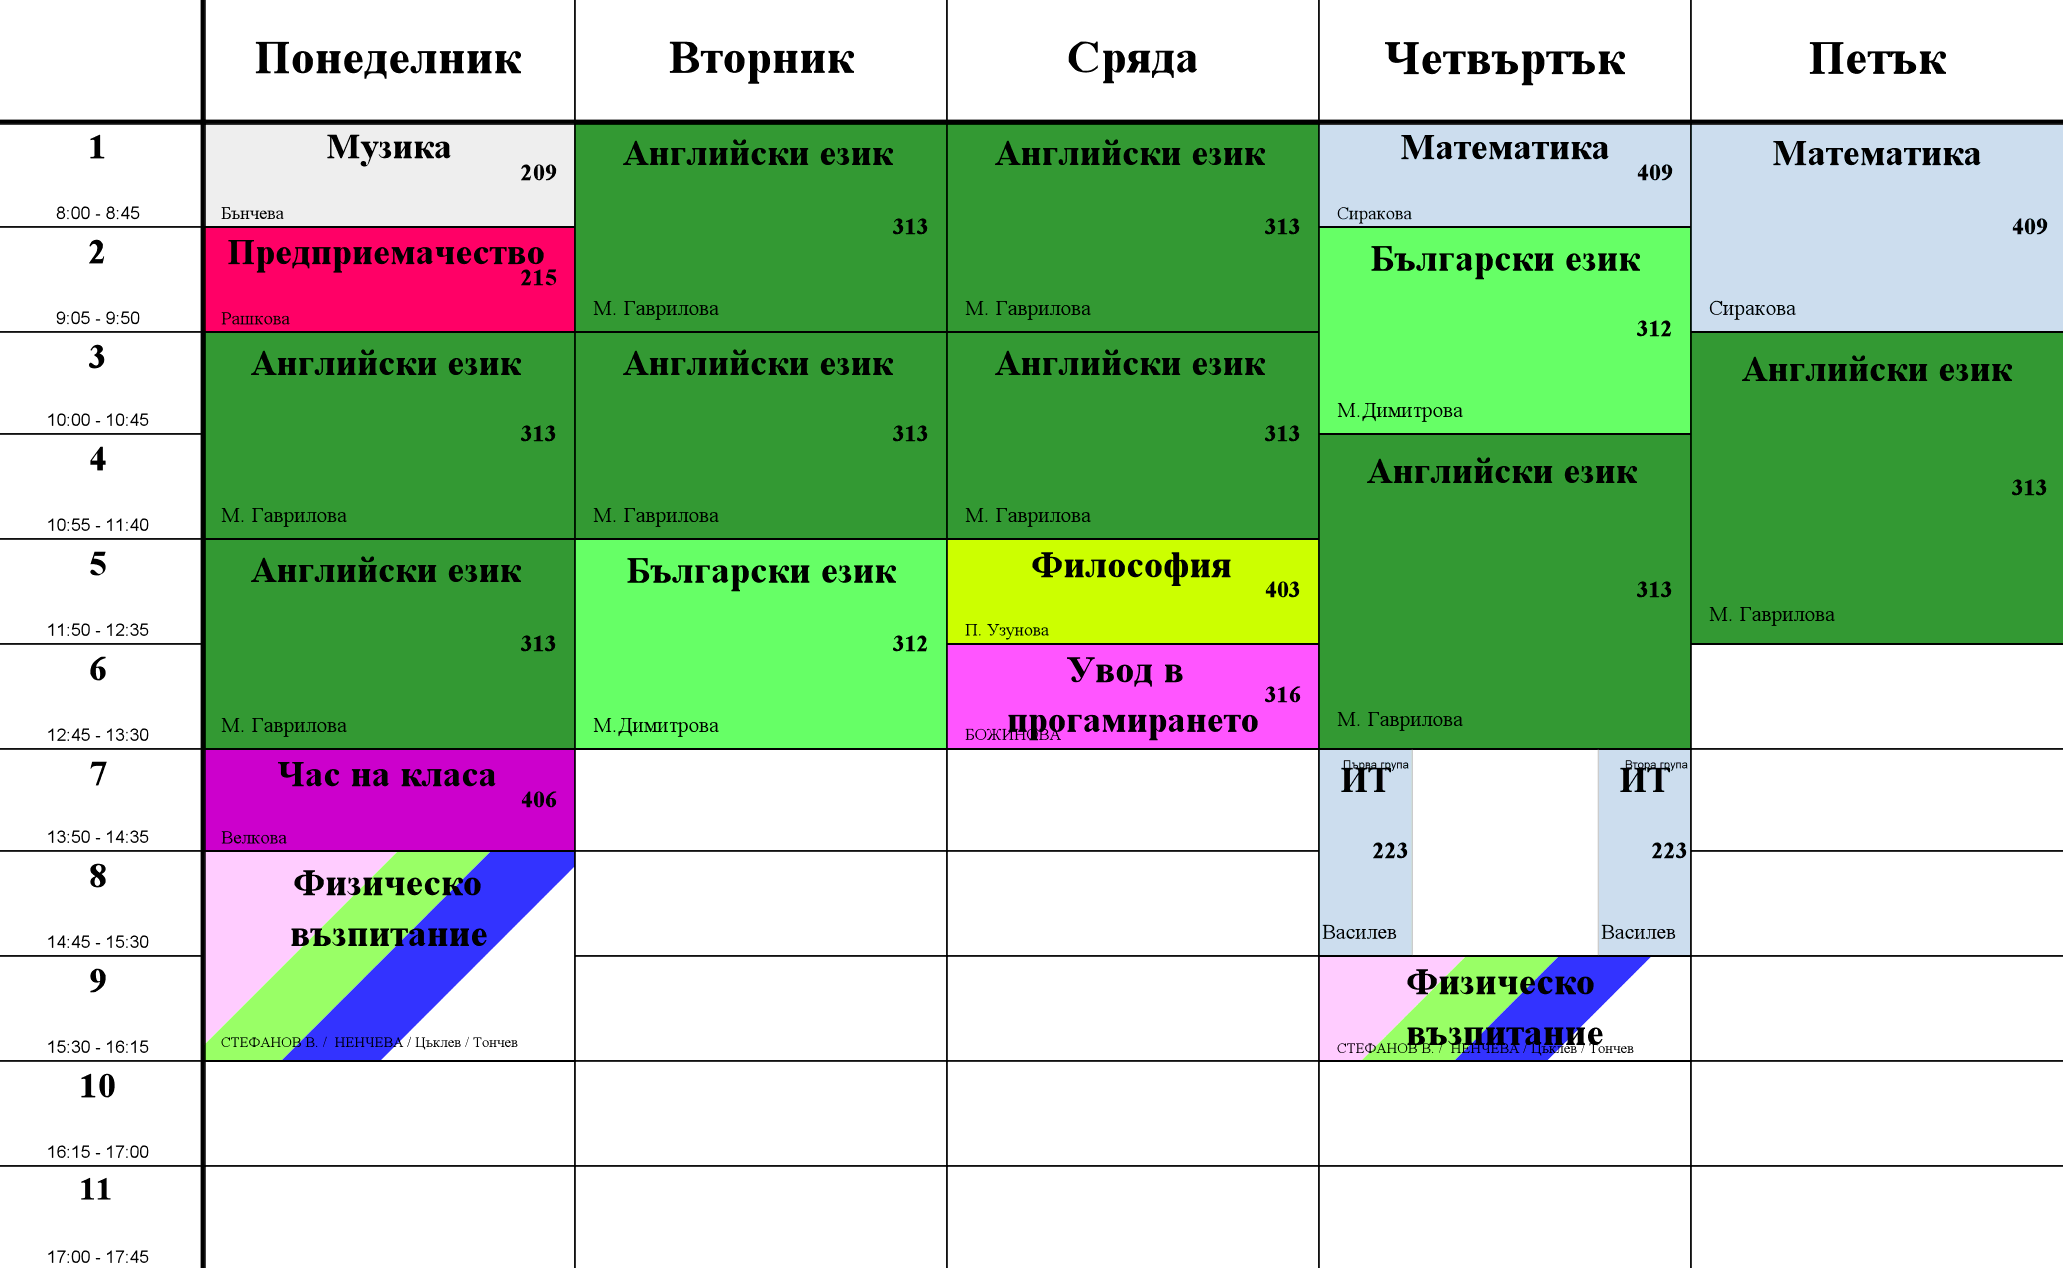 Понеделник
Вторник
Сряда
Четвъртък
Петък
1
8:00 - 8:45
2
9:05 - 9:50
3
10:00 - 10:45
4
10:55 - 11:40
5
11:50 - 12:35
6
12:45 - 13:30
7
13:50 - 14:35
8
14:45 - 15:30
9
15:30 - 16:15
10
16:15 - 17:00
11
17:00 - 17:45
Музика
209
Бънчева
Предприемачество
215
Рашкова
Английски език
313
М. Гаврилова
Английски език
313
М. Гаврилова
Час на класа
406
Велкова
Физическо
възпитание
СТЕФАНОВ В. / НЕНЧЕВА / Цъклев / Тончев
Английски език
313
М. Гаврилова
Английски език
313
М. Гаврилова
Български език
312
М.Димитрова
Английски език
313
М. Гаврилова
Английски език
313
М. Гаврилова
Философия
403
П. Узунова
Увод в
316
прогамирането
БОЖИНОВА
Математика
409
Сиракова
Български език
312
М.Димитрова
Английски език
313
М. Гаврилова
Първа група
ИТ
223
Василев
Втора група
ИТ
223
Василев
Физическо
възпитание
СТЕФАНОВ В. / НЕНЧЕВА / Цъклев / Тончев
Математика
409
Сиракова
Английски език
313
М. Гаврилова